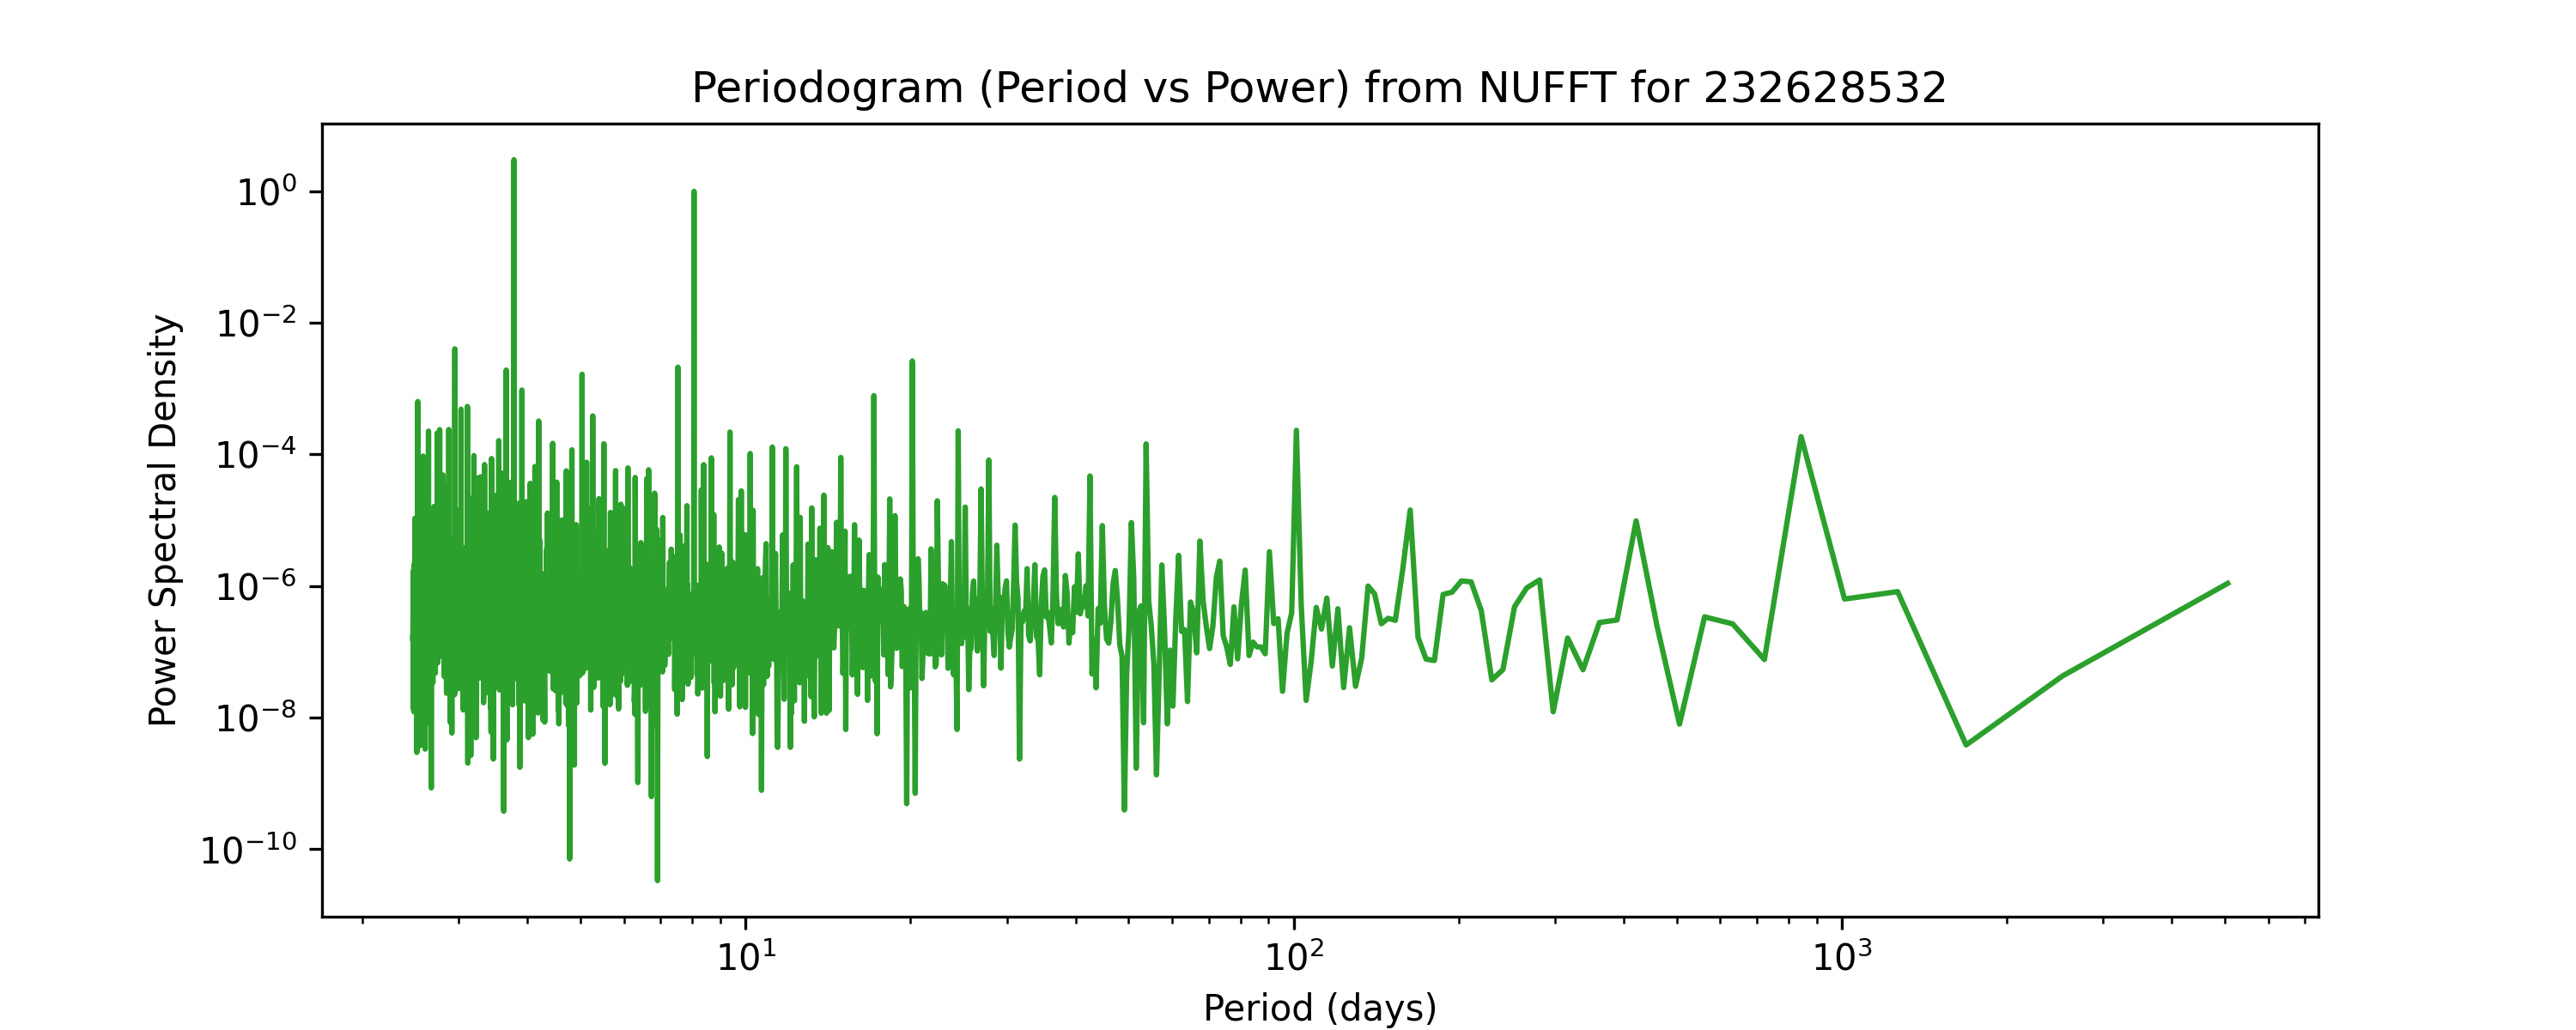 Periodogram (Period vs Power) from NUFFT for 232628532
Power Spectral Density
10⁰
10⁻²
10⁻⁴
10⁻⁶
10⁻⁸
10⁻¹⁰
10¹ 10² 10³
Period (days)